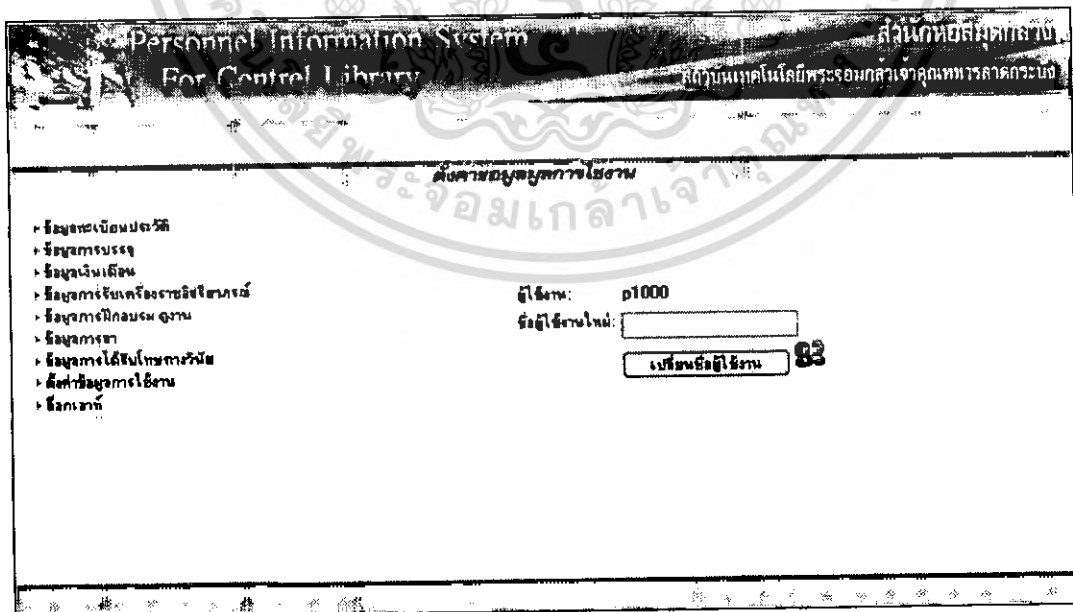 Personnel Information System
For Central Library
สำนักหอสมุดกลาง
สถาบันเทคโนโลยีพระจอมเกล้าเจ้าคุณทหารลาดกระบัง
ตั้งค่าข้อมูลการใช้งาน
ข้อมูลทะเบียนประวัติ
ข้อมูลการบรรจุ
ข้อมูลเงินเดือน
ข้อมูลการรับเครื่องราชอิสริยาภรณ์
ข้อมูลการฝึกอบรม ดูงาน
ข้อมูลการลา
ข้อมูลการได้รับโทษทางวินัย
ตั้งค่าข้อมูลการใช้งาน
ล็อกเอาท์
ผู้ใช้งาน: p1000
ชื่อผู้ใช้งานใหม่:
เปลี่ยนชื่อผู้ใช้งาน